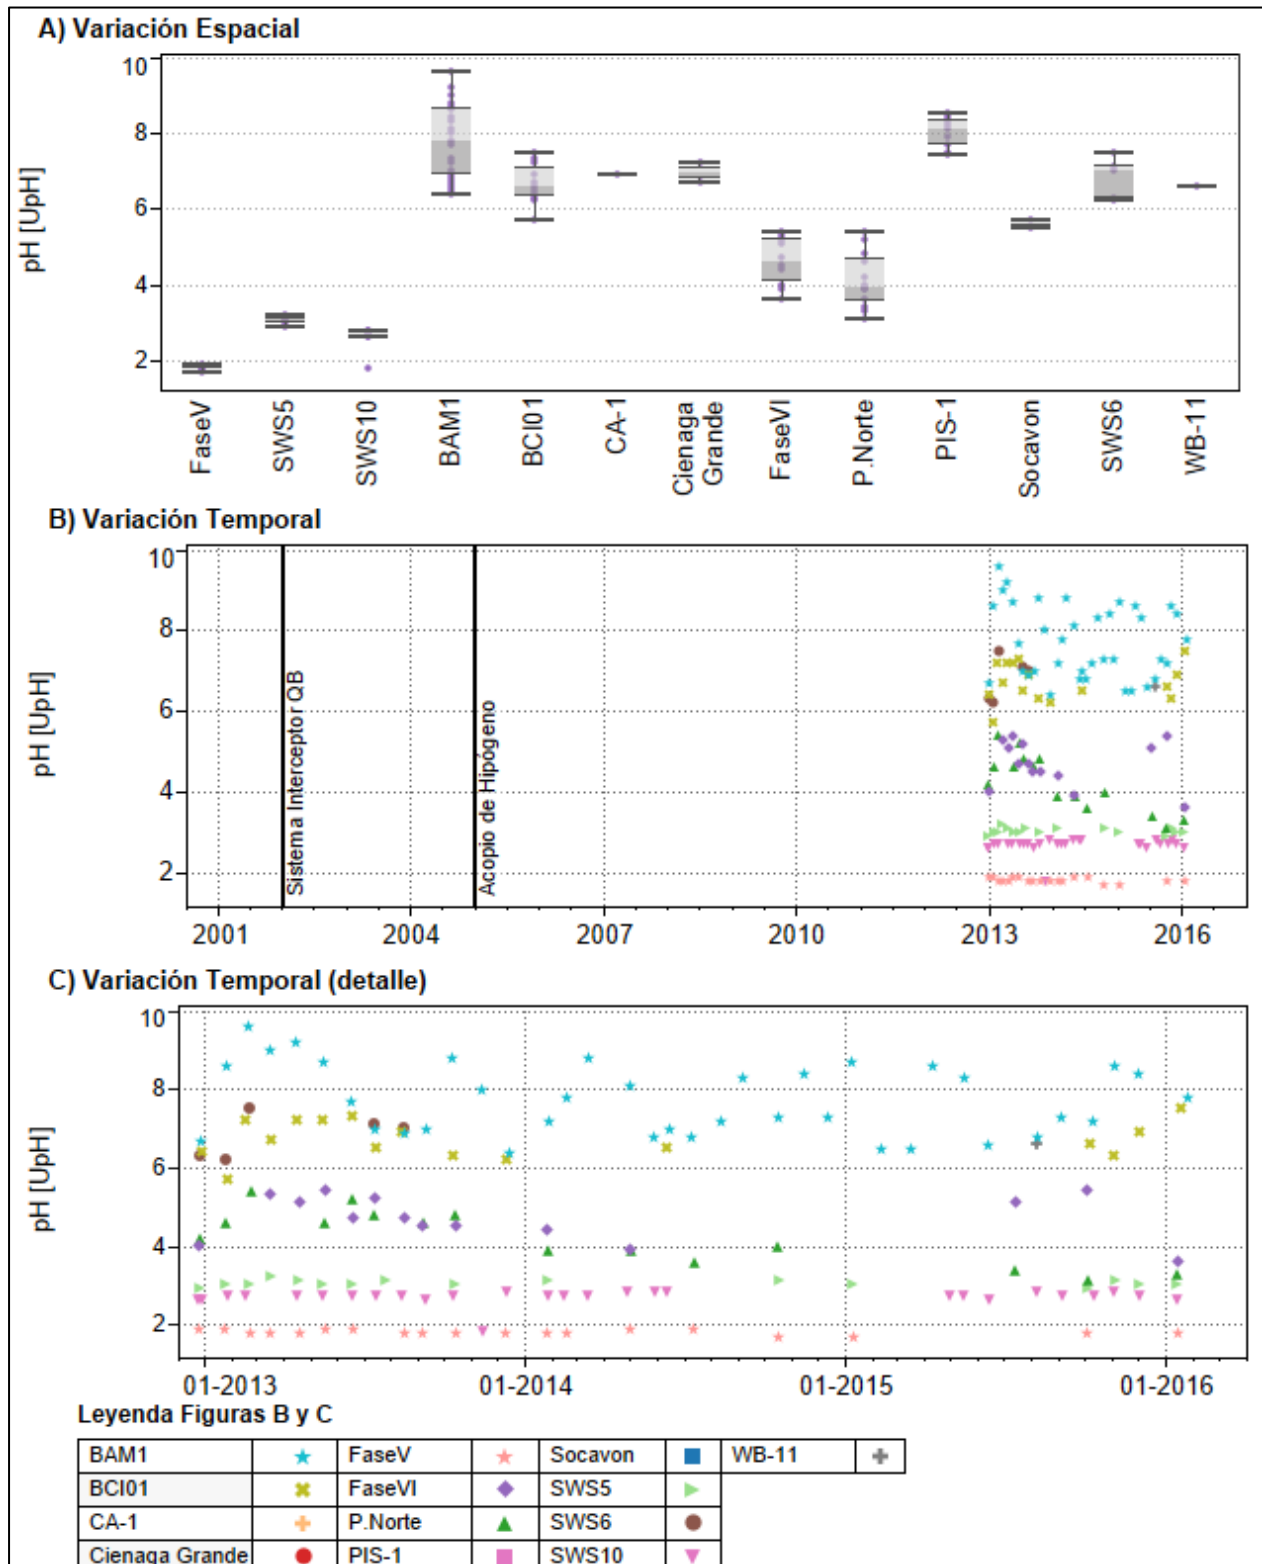 A) Variación Espacial
10
8
6
4
2
pH [UpH]
FaseV
SWS5
SWS10
BAM1
BCI01
CA-1
Cienaga
Grande
FaseVI
P.Norte
PIS-1
Socavon
SWS6
WB-11
B) Variación Temporal
10
8
6
4
2
pH [UpH]
Sistema Interceptor QB
Acopio de Hipógeno
2001 2004 2007 2010 2013 2016
C) Variación Temporal (detalle)
10
8
6
4
2
pH [UpH]
01-2013 01-2014 01-2015 01-2016
Leyenda Figuras B y C
BAM1 FaseV Socavon WB-11
BCI01 FaseVI SWS5
CA-1 P.Norte SWS6
Cienaga Grande PIS-1 SWS10